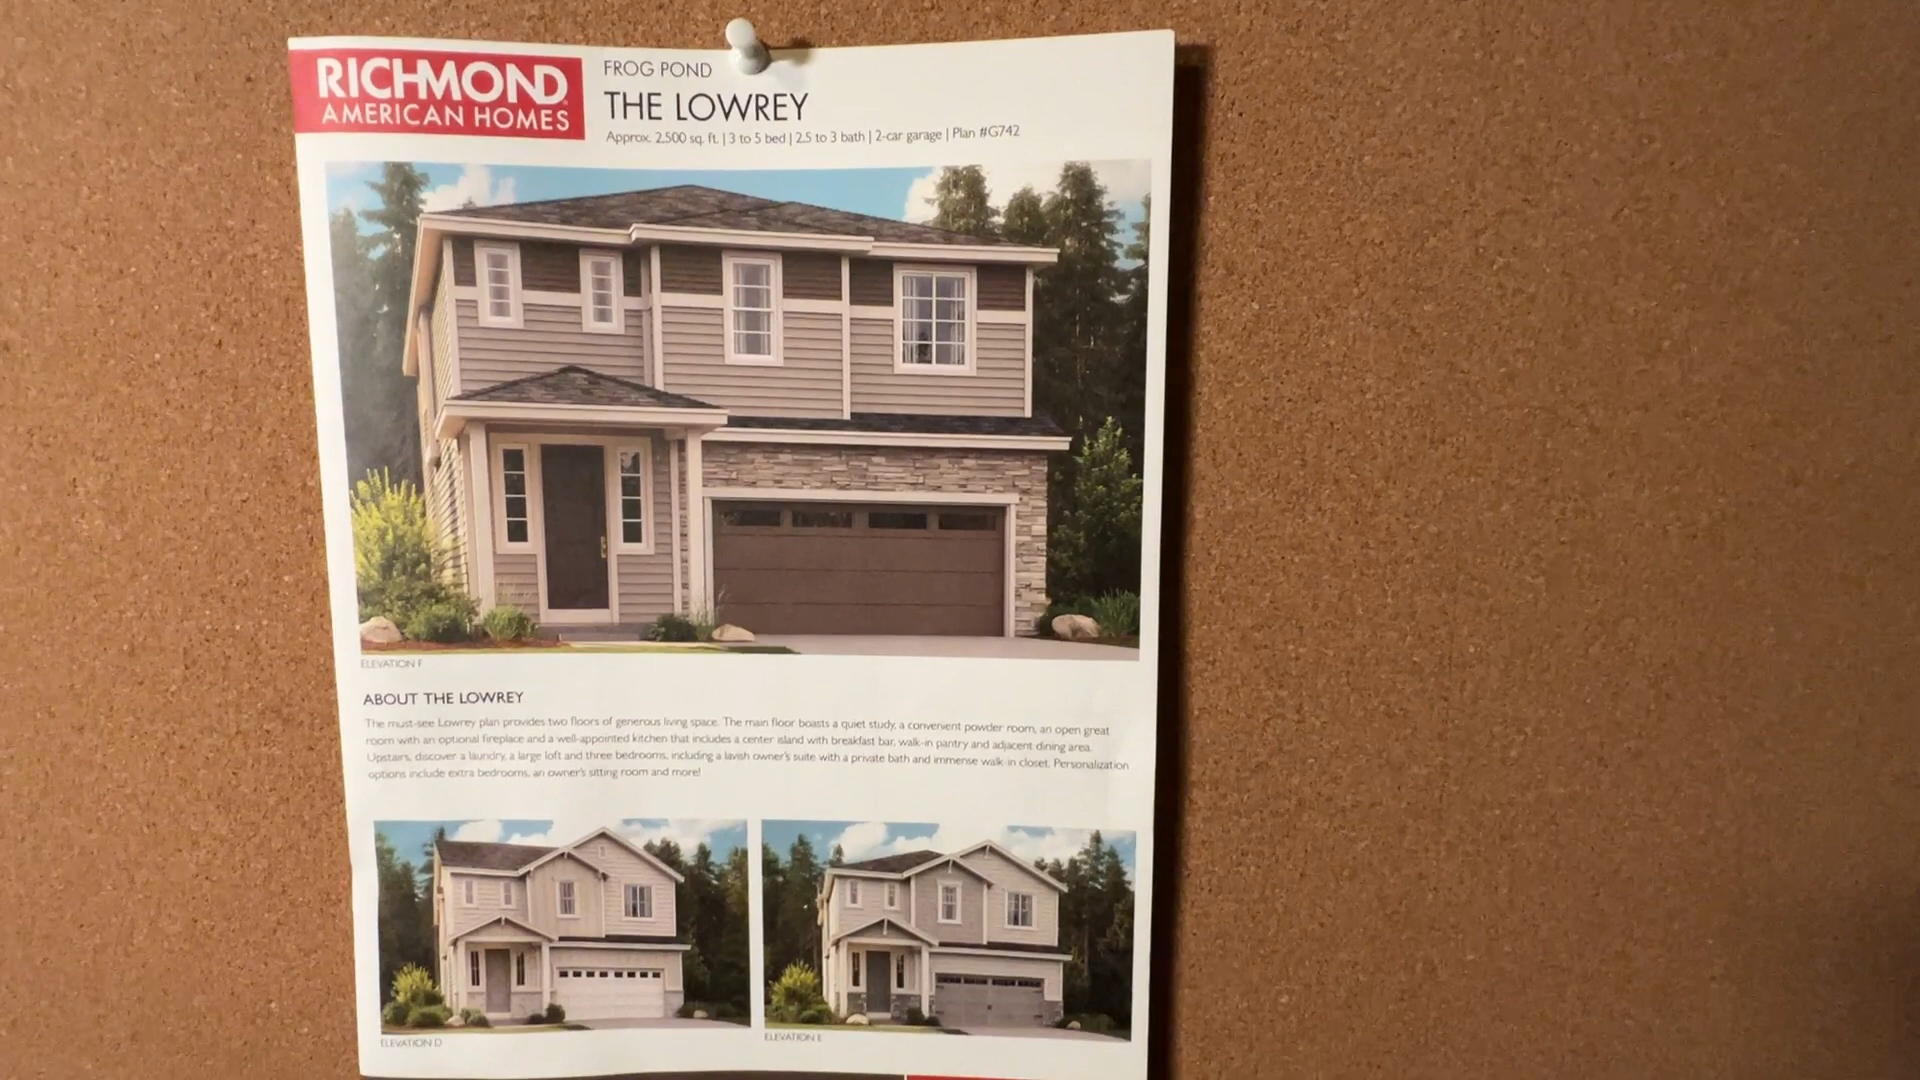 RICHMOND
AMERICAN HOMES
FROG POND
THE LOWREY
Approx. 2,500 sq. ft. | 3 to 5 bed | 2.5 to 3 bath | 2-car garage | Plan #G742
ELEVATION F
ABOUT THE LOWREY
The must-see Lowrey plan provides two floors of generous living space. The main floor boasts a quiet study, a convenient powder room, an open great
room with an optional fireplace and a well-appointed kitchen that includes a center island with breakfast bar, walk-in pantry and adjacent dining area.
Upstairs, discover a laundry, a large loft and three bedrooms, including a lavish owner's suite with a private bath and immense walk-in closet. Personalization
options include extra bedrooms, an owner's sitting room and more!
ELEVATION D
ELEVATION E